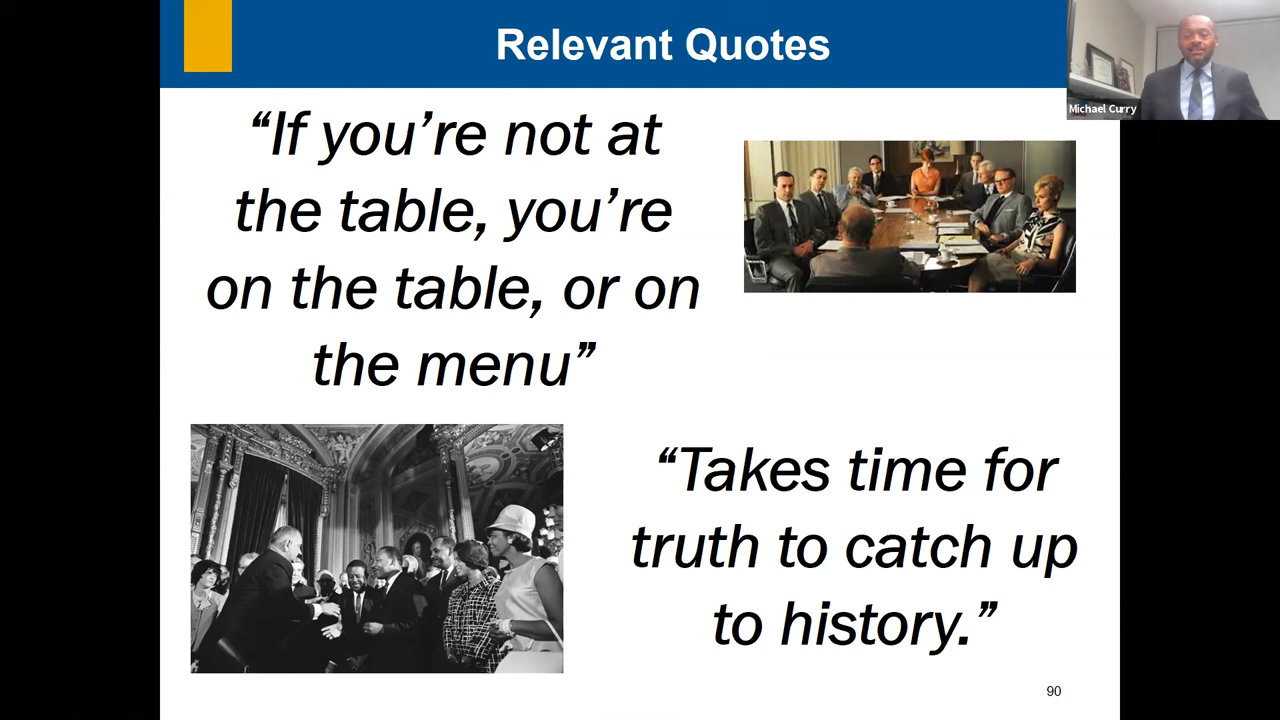 Relevant Quotes
Michael Curry
“If you’re not at
the table, you’re
on the table, or on
the menu”
“Takes time for
truth to catch up
to history.”
90